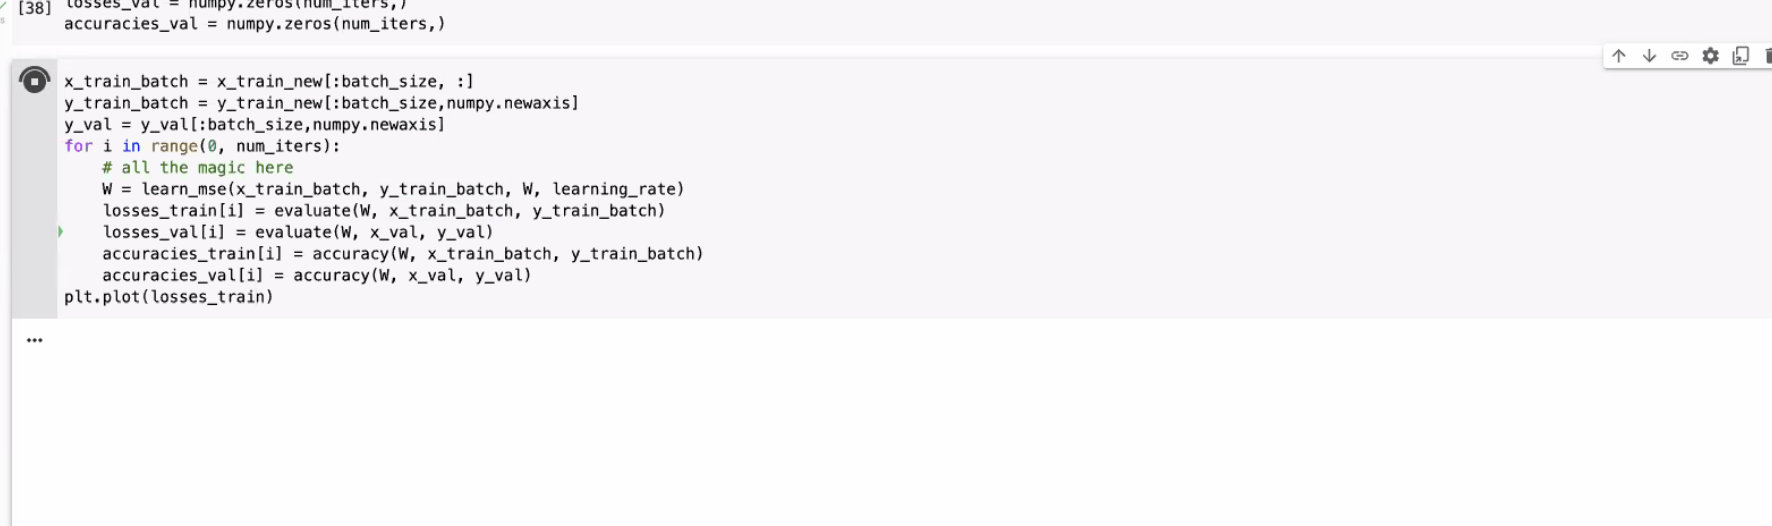 [38] losses_val = numpy.zeros(num_iters,)
accuracies_val = numpy.zeros(num_iters,)
x_train_batch = x_train_new[:batch_size, :]
y_train_batch = y_train_new[:batch_size,numpy.newaxis]
y_val = y_val[:batch_size,numpy.newaxis]
for i in range(0, num_iters):
    # all the magic here
    W = learn_mse(x_train_batch, y_train_batch, W, learning_rate)
    losses_train[i] = evaluate(W, x_train_batch, y_train_batch)
    losses_val[i] = evaluate(W, x_val, y_val)
    accuracies_train[i] = accuracy(W, x_train_batch, y_train_batch)
    accuracies_val[i] = accuracy(W, x_val, y_val)
plt.plot(losses_train)